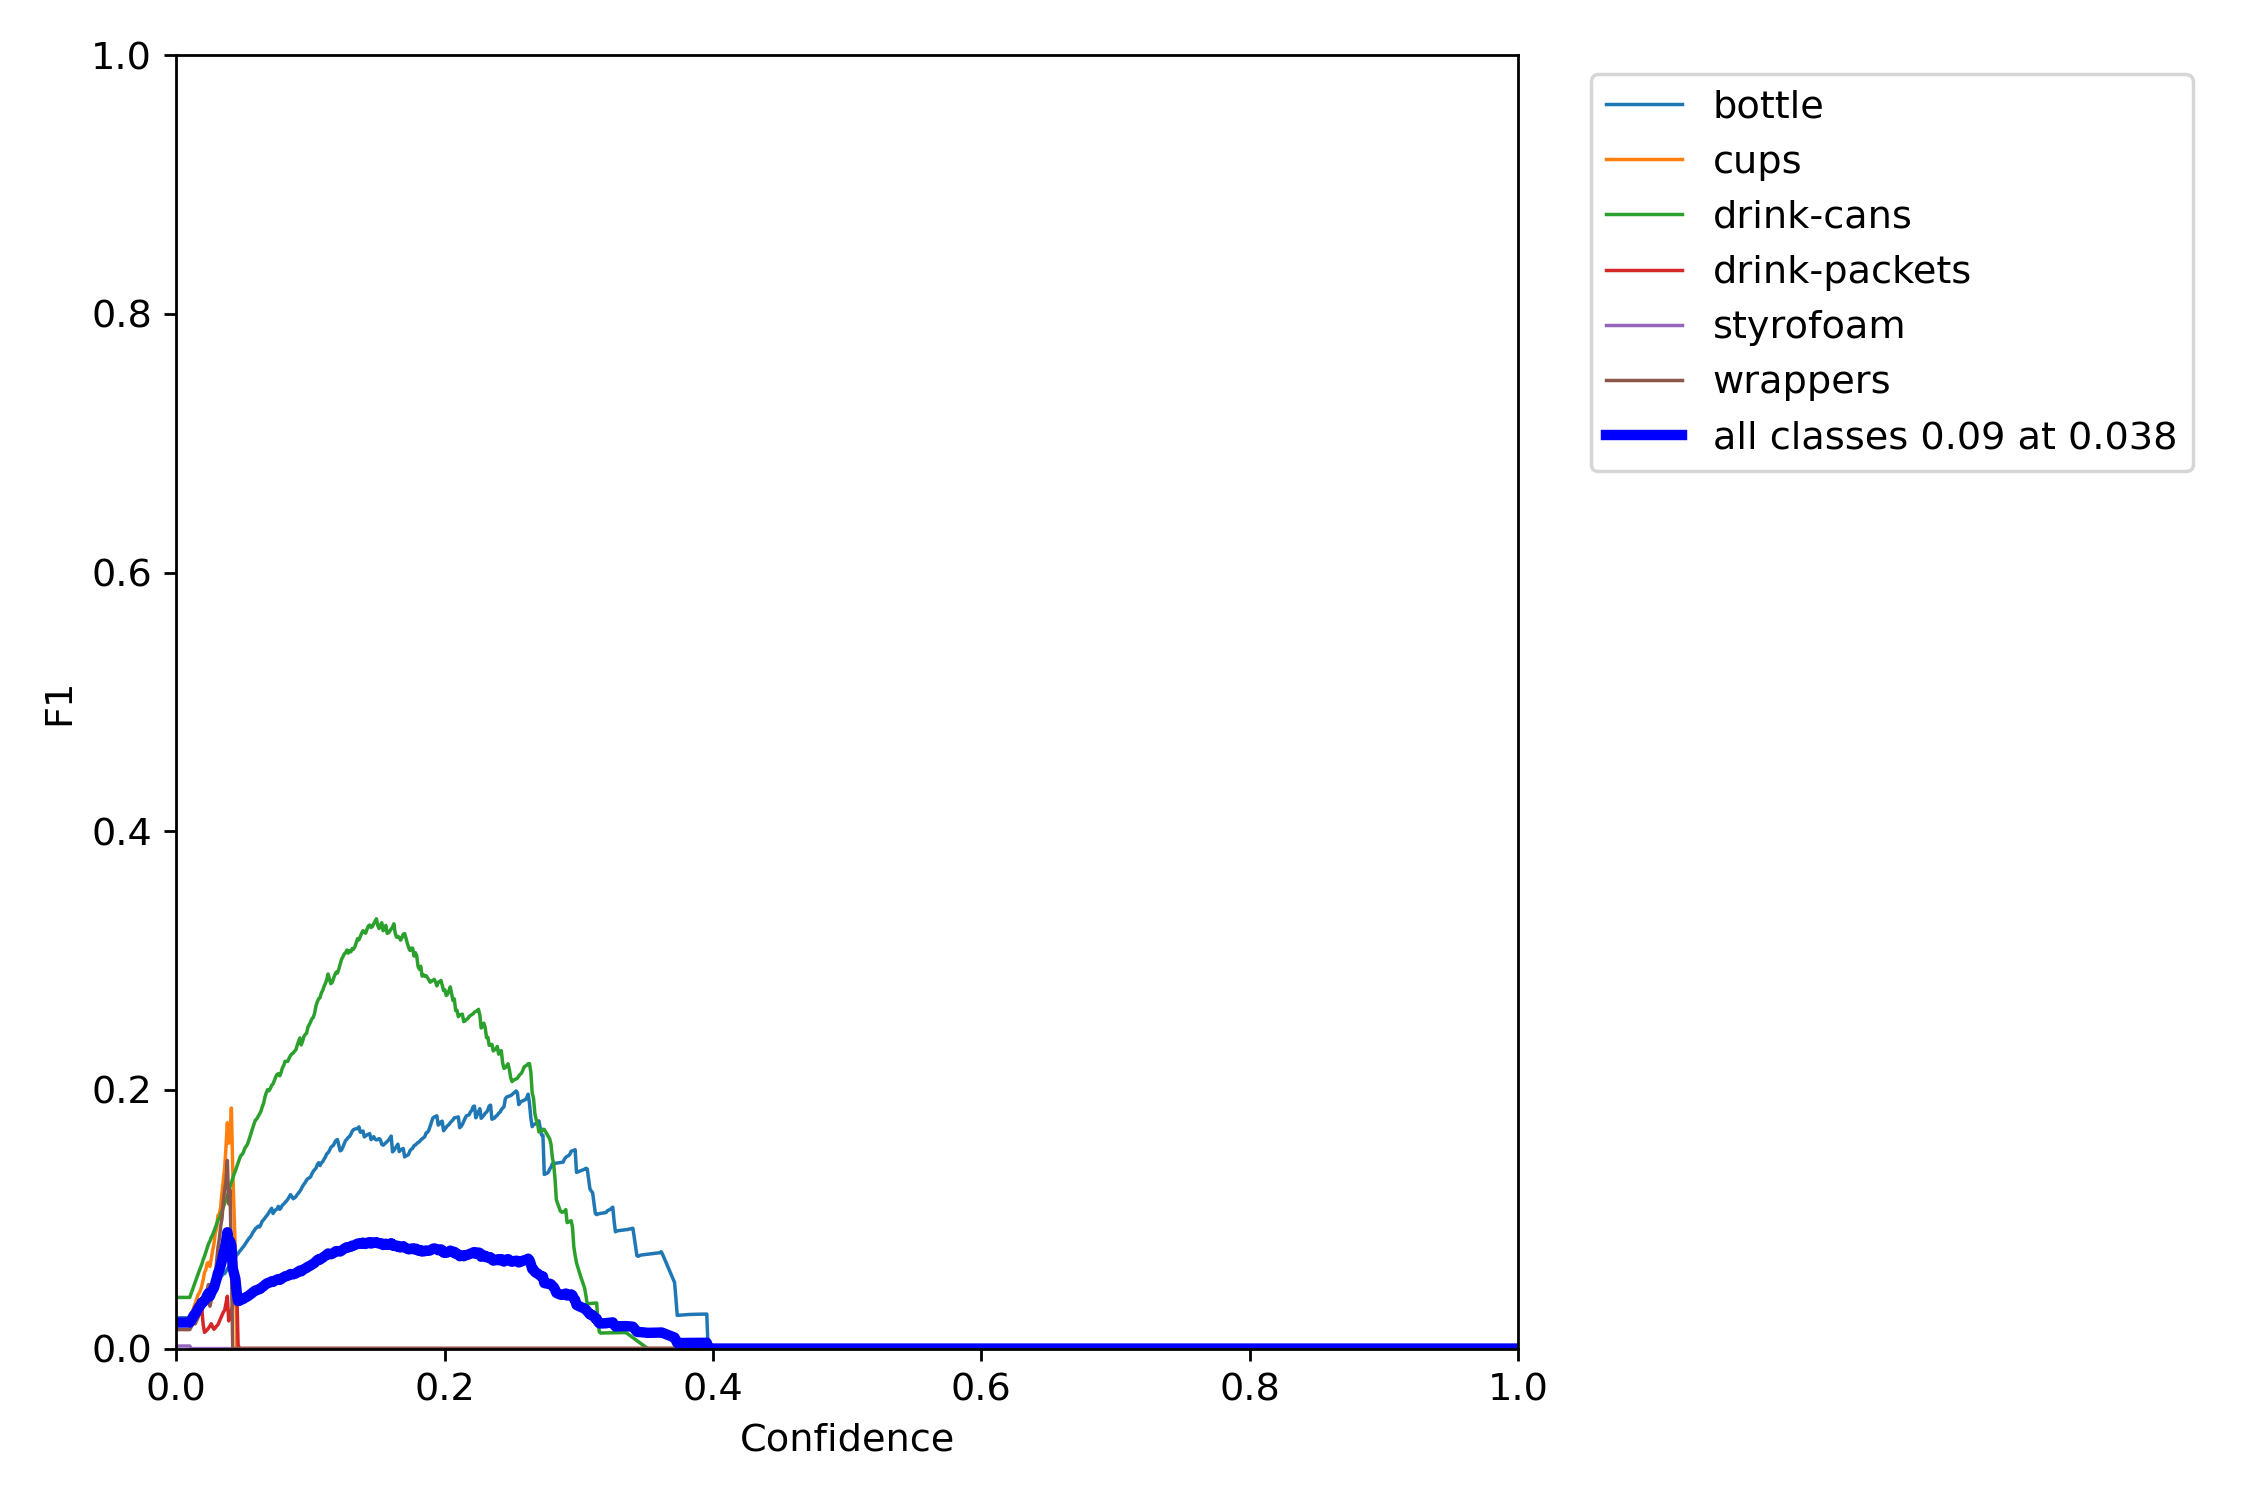 1.0
0.8
0.6
0.4
0.2
0.0
F1
0.0 0.2 0.4 0.6 0.8 1.0
Confidence
bottle
cups
drink-cans
drink-packets
styrofoam
wrappers
all classes 0.09 at 0.038